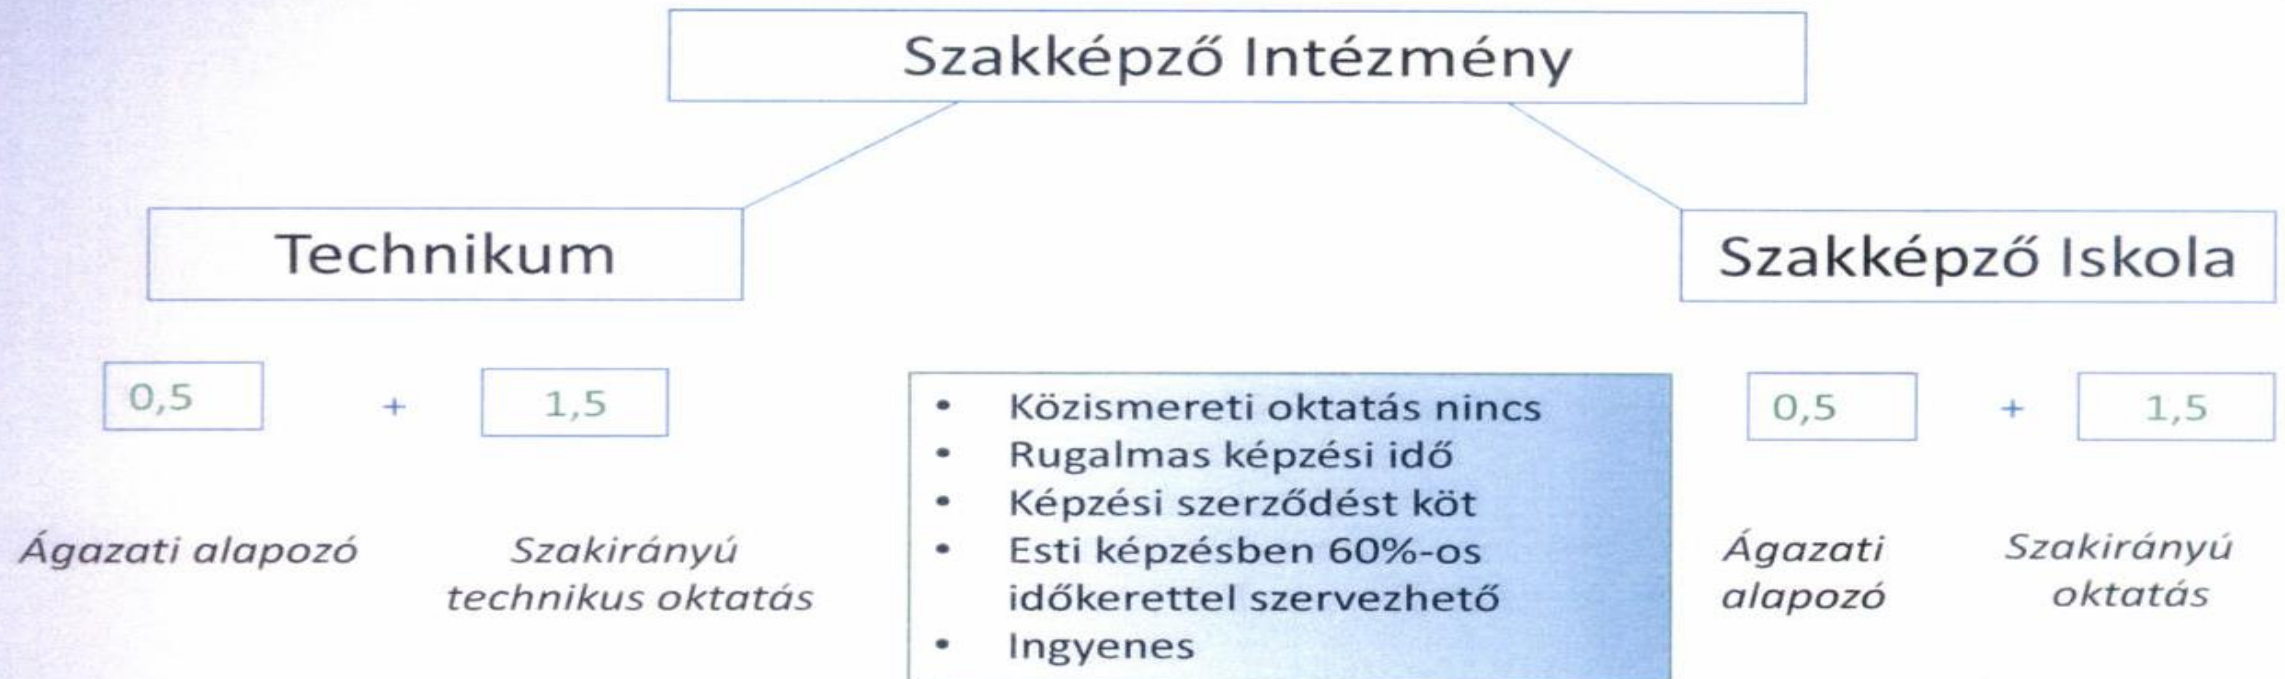 Szakképző Intézmény
Technikum
Szakképző Iskola
0,5 + 1,5
Ágazati alapozó
Szakirányú
technikus oktatás
• Közismereti oktatás nincs
• Rugalmas képzési idő
• Képzési szerződést köt
• Esti képzésben 60%-os
időkerettel szervezhető
• Ingyenes
0,5 + 1,5
Ágazati
alapozó
Szakirányú
oktatás